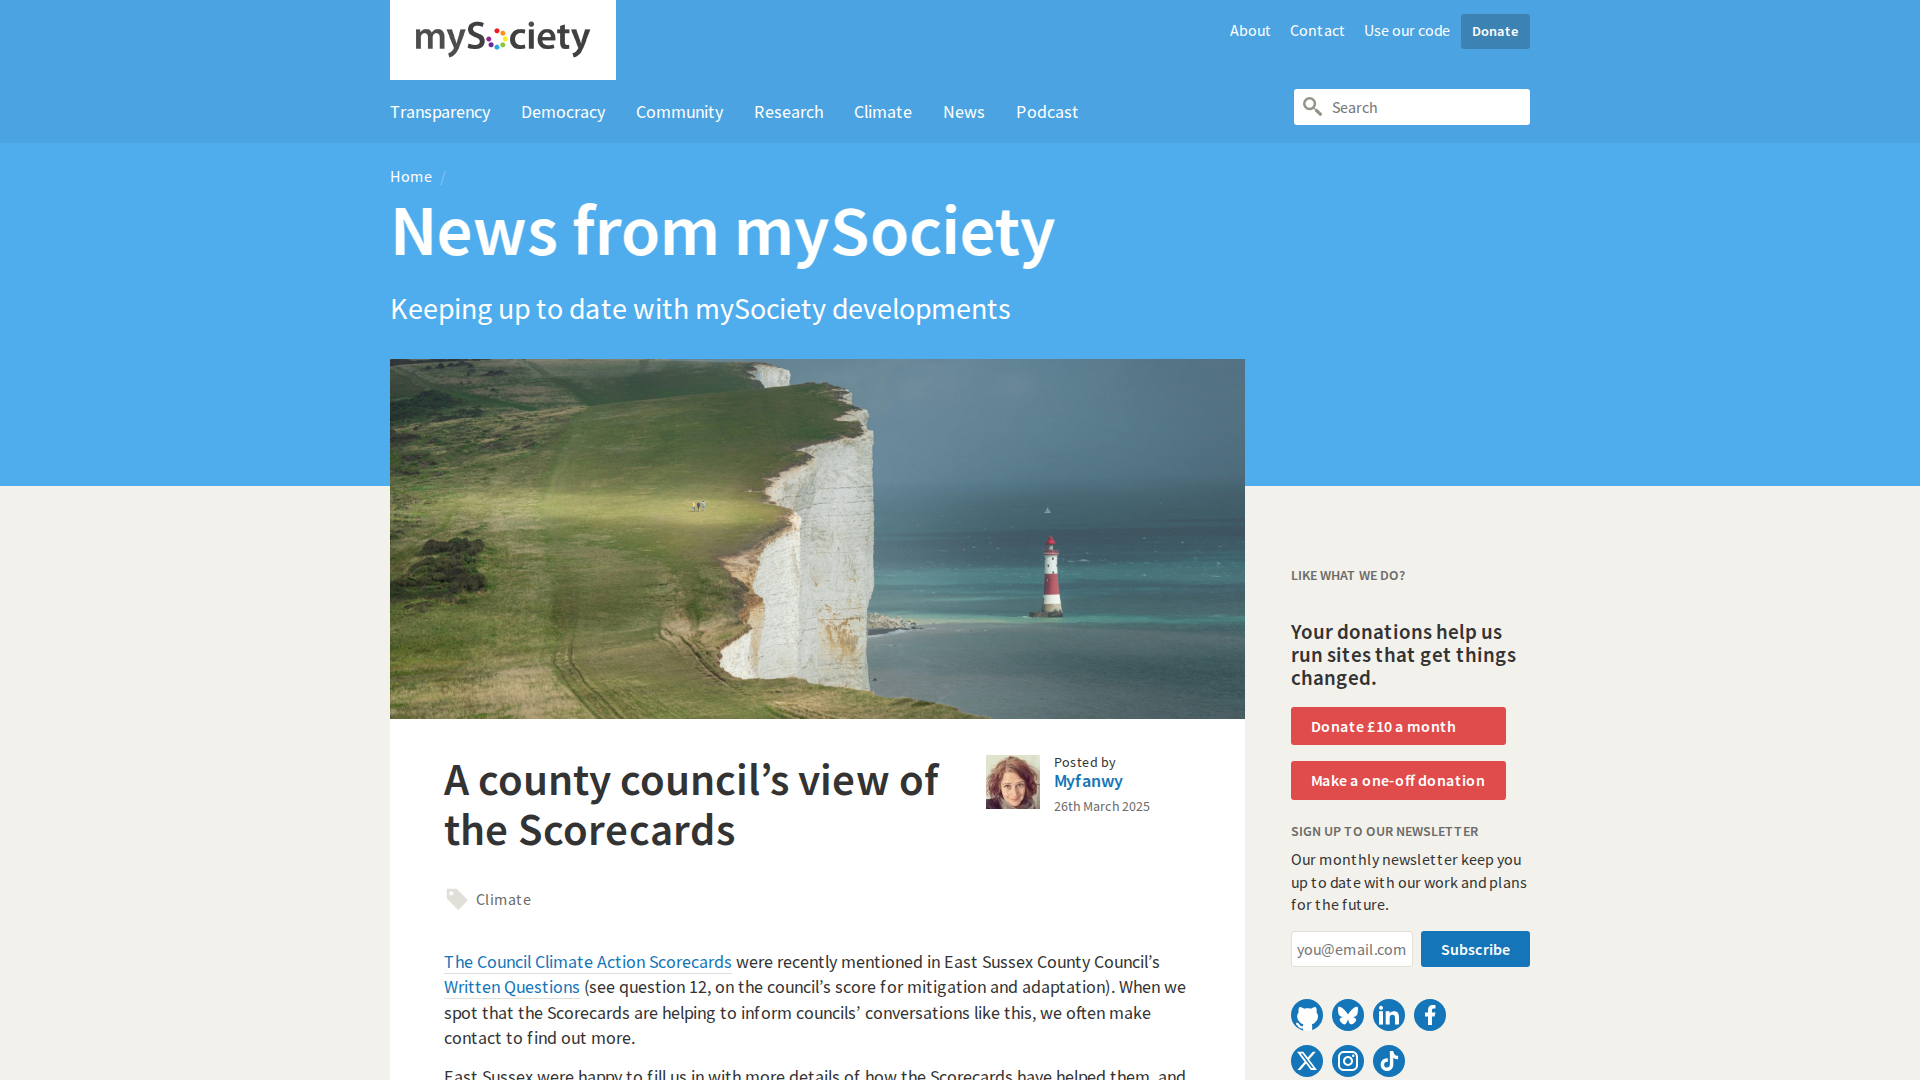 mySociety
About
Contact
Use our code
Donate
Transparency
Democracy
Community
Research
Climate
News
Podcast
Search
Home /
News from mySociety
Keeping up to date with mySociety developments
A county council’s view of
the Scorecards
Posted by
Myfanwy
26th March 2025
Climate
The Council Climate Action Scorecards were recently mentioned in East Sussex County Council’s
Written Questions (see question 12, on the council’s score for mitigation and adaptation). When we
spot that the Scorecards are helping to inform councils’ conversations like this, we often make
contact to find out more.
East Sussex were happy to fill us in with more details of how the Scorecards have helped them, and
LIKE WHAT WE DO?
Your donations help us
run sites that get things
changed.
Donate £10 a month
Make a one-off donation
SIGN UP TO OUR NEWSLETTER
Our monthly newsletter keep you
up to date with our work and plans
for the future.
you@email.com
Subscribe